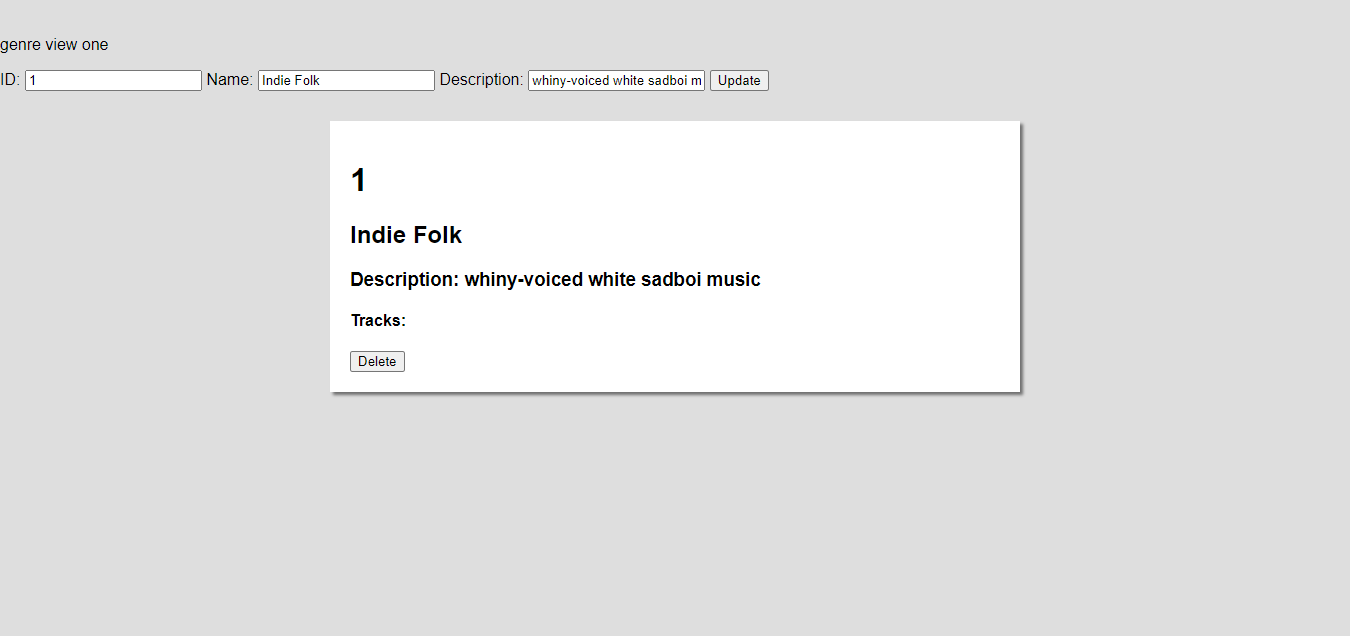 genre view one
ID: 1 Name: Indie Folk Description: whiny-voiced white sadboi m Update
1
Indie Folk
Description: whiny-voiced white sadboi music
Tracks:
Delete